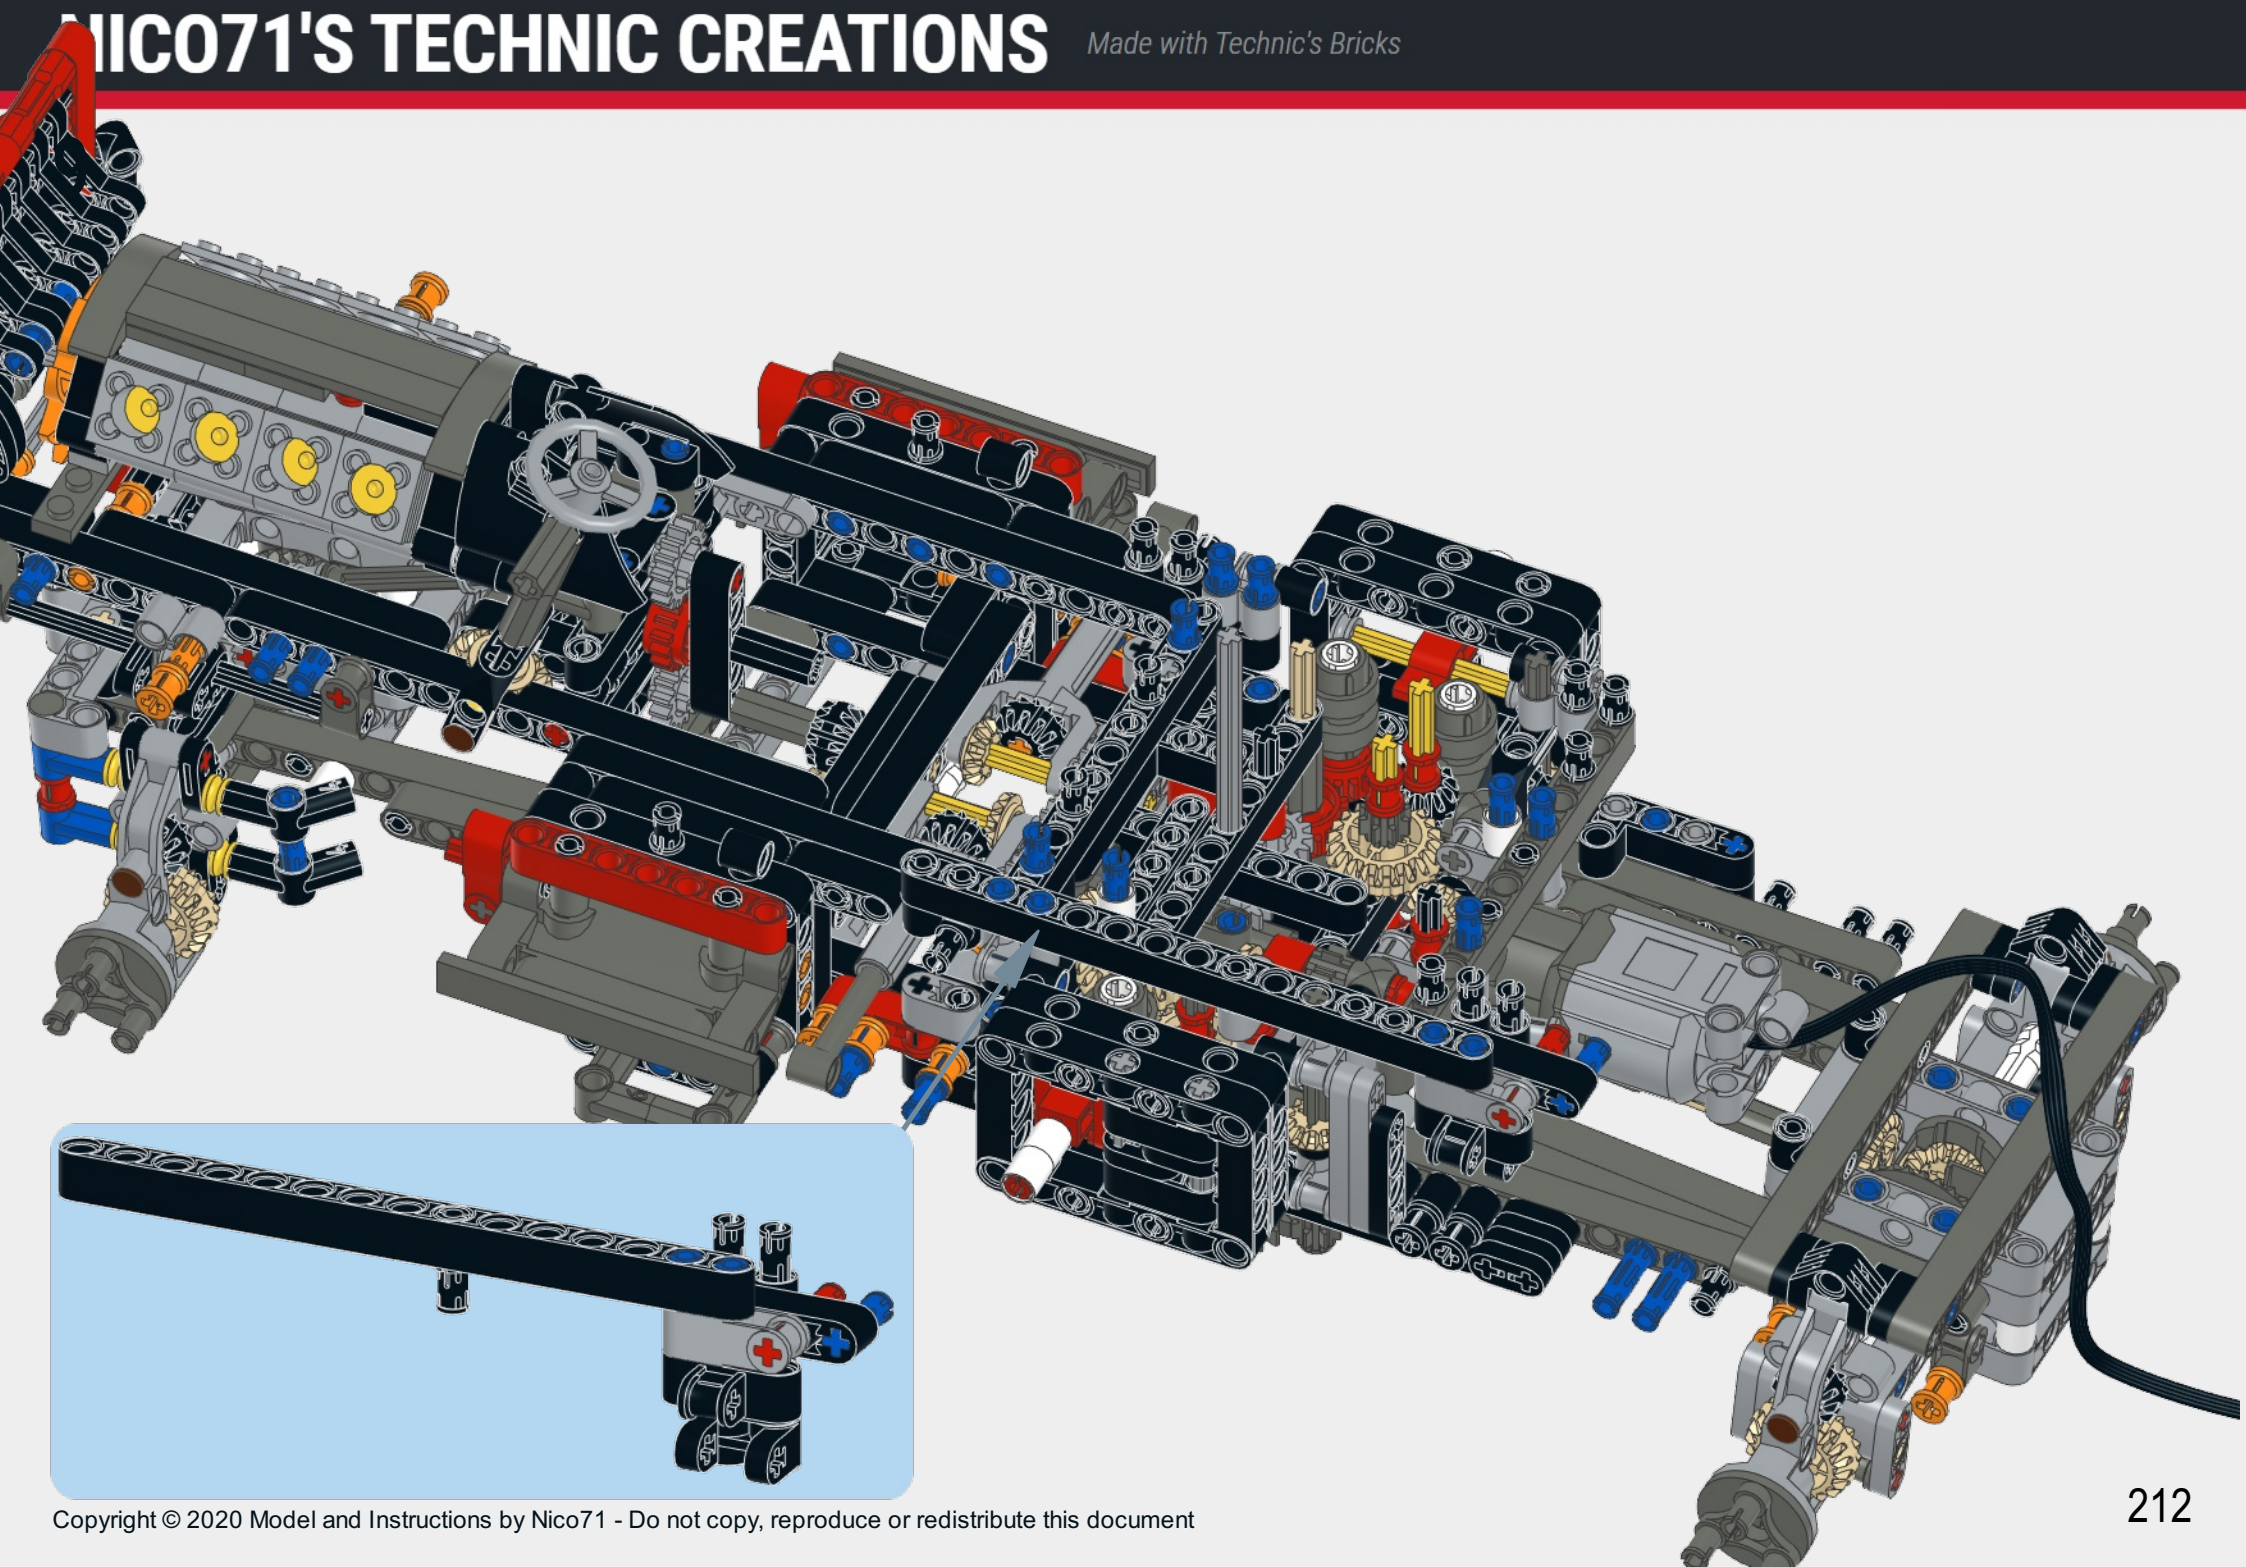 NICO71'S TECHNIC CREATIONS
Made with Technic's Bricks
Copyright © 2020 Model and Instructions by Nico71 - Do not copy, reproduce or redistribute this document
212